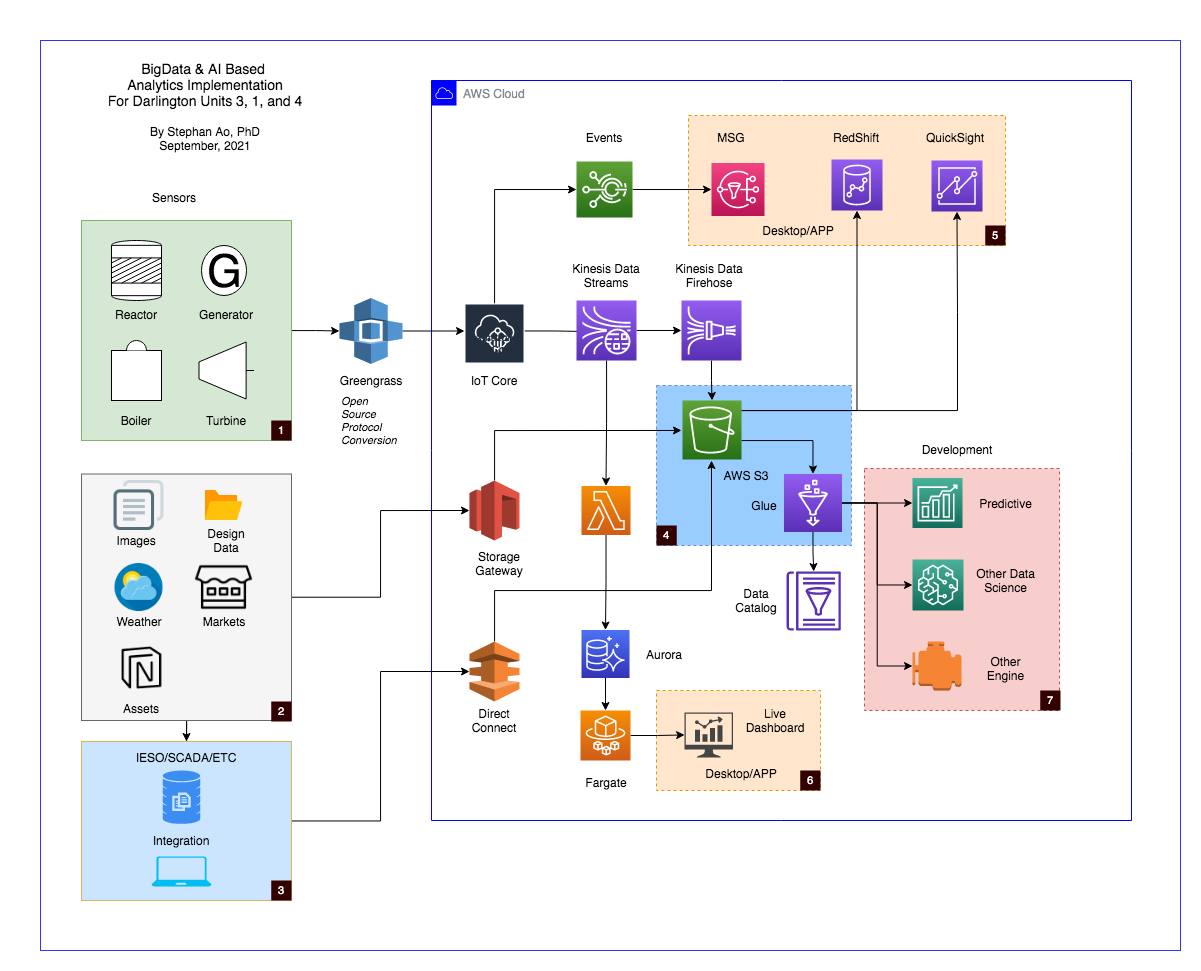 BigData & AI Based
Analytics Implementation
For Darlington Units 3, 1, and 4
By Stephan Ao, PhD
September, 2021
AWS Cloud
Sensors
Reactor
Generator
G
Boiler
Turbine
1
Greengrass
Open
Source
Protocol
Conversion
IoT Core
Events
MSG
RedShift
QuickSight
Desktop/APP
5
Kinesis Data
Streams
Kinesis Data
Firehose
AWS S3
Glue
4
Data
Catalog
Development
Predictive
Other Data
Science
Other
Engine
7
Images
Design
Data
Weather
Markets
N
Assets
2
Storage
Gateway
Direct
Connect
Aurora
Fargate
Live
Dashboard
Desktop/APP
6
IESO/SCADA/ETC
Integration
3